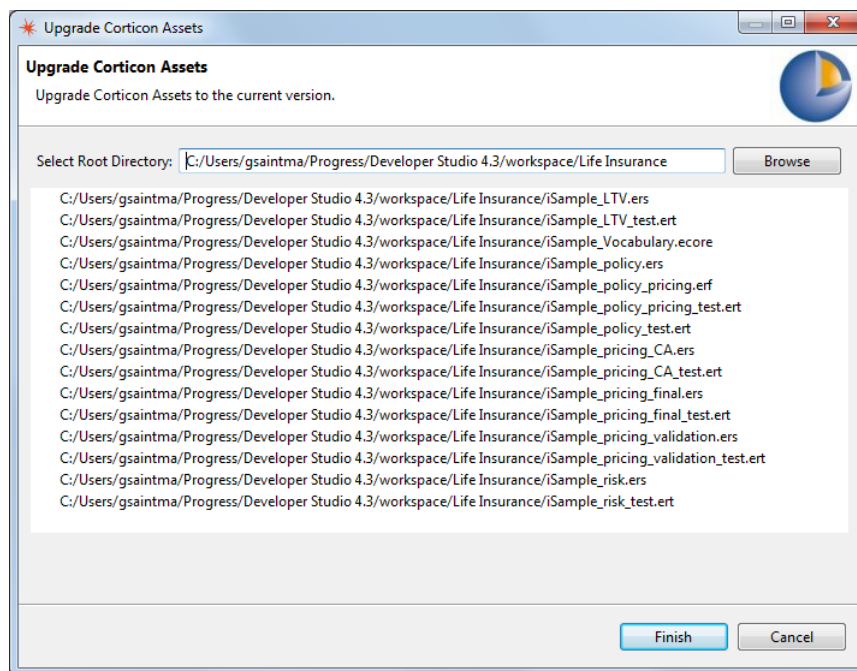 Upgrade Corticon Assets
Upgrade Corticon Assets
Upgrade Corticon Assets to the current version.
Select Root Directory: C:/Users/gsaintma/Progress/Developer Studio 4.3/workspace/Life Insurance Browse
C:/Users/gsaintma/Progress/Developer Studio 4.3/workspace/Life Insurance/iSample_LTV.ers
C:/Users/gsaintma/Progress/Developer Studio 4.3/workspace/Life Insurance/iSample_LTV_test.ert
C:/Users/gsaintma/Progress/Developer Studio 4.3/workspace/Life Insurance/iSample_Vocabulary.ecore
C:/Users/gsaintma/Progress/Developer Studio 4.3/workspace/Life Insurance/iSample_policy.ers
C:/Users/gsaintma/Progress/Developer Studio 4.3/workspace/Life Insurance/iSample_policy_pricing.erf
C:/Users/gsaintma/Progress/Developer Studio 4.3/workspace/Life Insurance/iSample_policy_pricing_test.ert
C:/Users/gsaintma/Progress/Developer Studio 4.3/workspace/Life Insurance/iSample_policy_test.ert
C:/Users/gsaintma/Progress/Developer Studio 4.3/workspace/Life Insurance/iSample_pricing_CA.ers
C:/Users/gsaintma/Progress/Developer Studio 4.3/workspace/Life Insurance/iSample_pricing_CA_test.ert
C:/Users/gsaintma/Progress/Developer Studio 4.3/workspace/Life Insurance/iSample_pricing_final.ers
C:/Users/gsaintma/Progress/Developer Studio 4.3/workspace/Life Insurance/iSample_pricing_final_test.ert
C:/Users/gsaintma/Progress/Developer Studio 4.3/workspace/Life Insurance/iSample_pricing_validation.ers
C:/Users/gsaintma/Progress/Developer Studio 4.3/workspace/Life Insurance/iSample_pricing_validation_test.ert
C:/Users/gsaintma/Progress/Developer Studio 4.3/workspace/Life Insurance/iSample_risk.ers
C:/Users/gsaintma/Progress/Developer Studio 4.3/workspace/Life Insurance/iSample_risk_test.ert
Finish Cancel